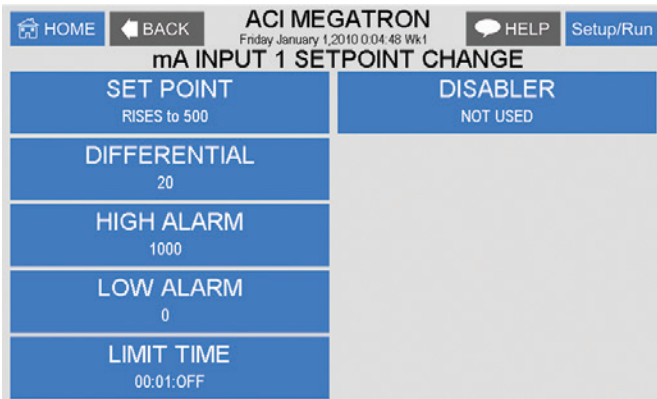 HOME
BACK
ACI MEGATRON
Friday January 1,2010 0:04:48 Wk1
HELP
Setup/Run
mA INPUT 1 SETPOINT CHANGE
SET POINT
RISES to 500
DISABLER
NOT USED
DIFFERENTIAL
20
HIGH ALARM
1000
LOW ALARM
0
LIMIT TIME
00:01:OFF